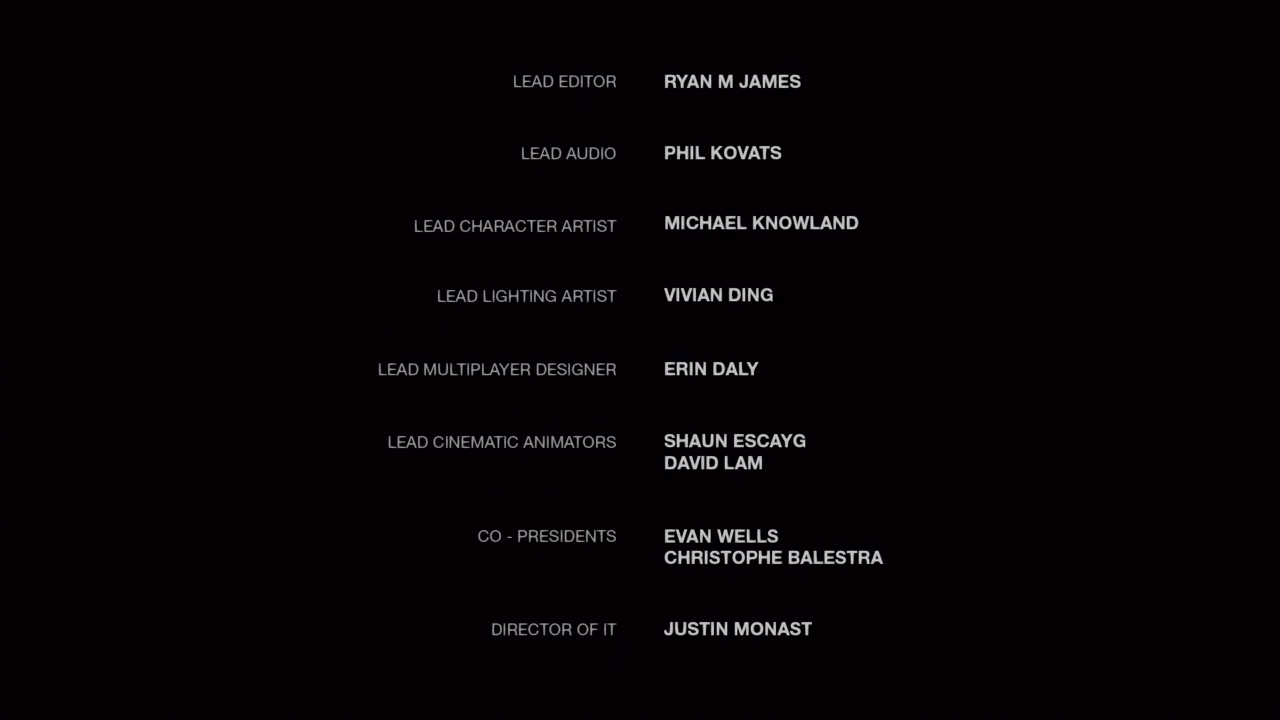 LEAD EDITOR RYAN M JAMES
LEAD AUDIO PHIL KOVATS
LEAD CHARACTER ARTIST MICHAEL KNOWLAND
LEAD LIGHTING ARTIST VIVIAN DING
LEAD MULTIPLAYER DESIGNER ERIN DALY
LEAD CINEMATIC ANIMATORS SHAUN ESCAYG
DAVID LAM
CO - PRESIDENTS EVAN WELLS
CHRISTOPHE BALESTRA
DIRECTOR OF IT JUSTIN MONAST